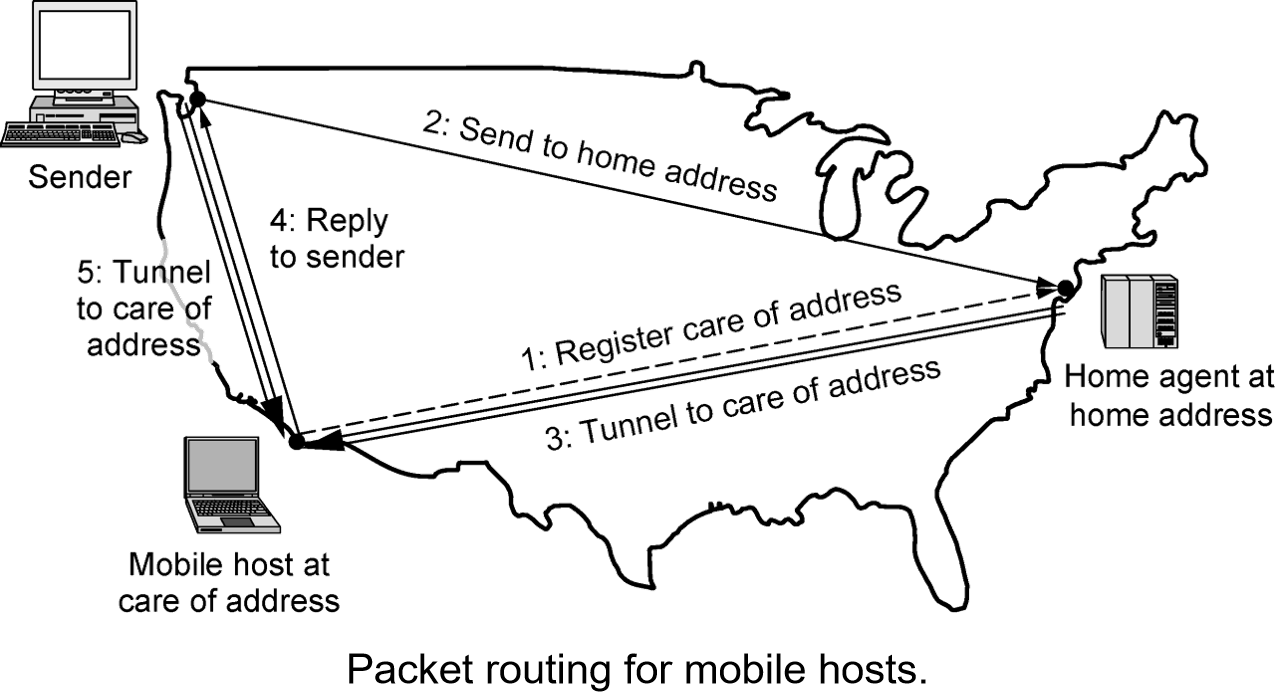 Sender
2: Send to home address
4: Reply
to sender
5: Tunnel
to care of
address
1: Register care of address
3: Tunnel to care of address
Home agent at
home address
Mobile host at
care of address
Packet routing for mobile hosts.